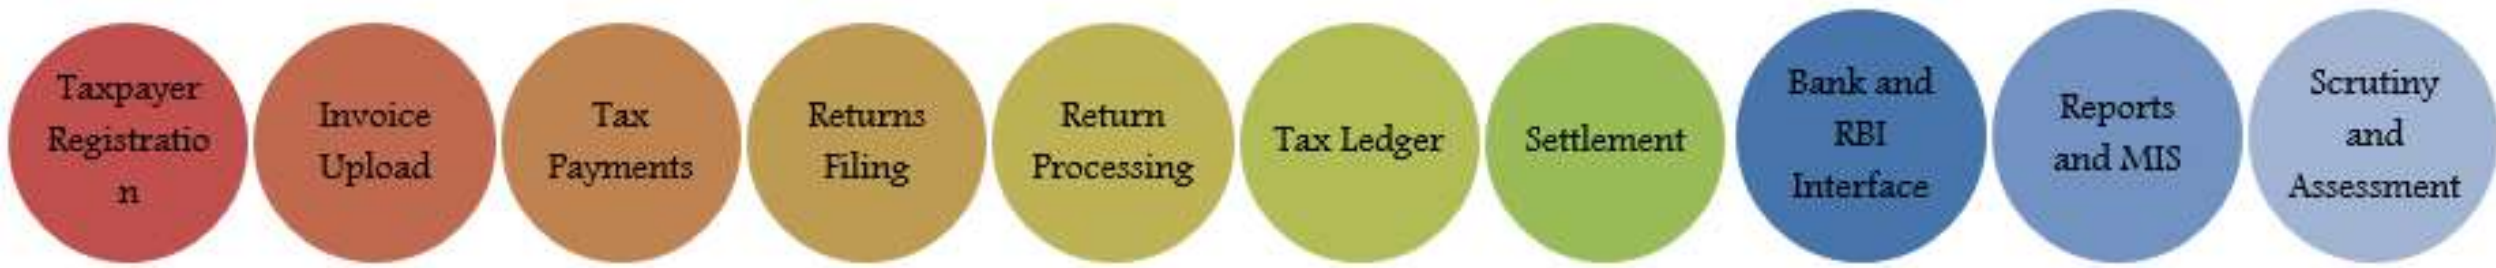 Taxpayer
Registratio
n
Invoice
Upload
Tax
Payments
Returns
Filing
Return
Processing
Tax Ledger
Settlement
Bank and
RBI
Interface
Reports
and MIS
Scrutiny
and
Assessment